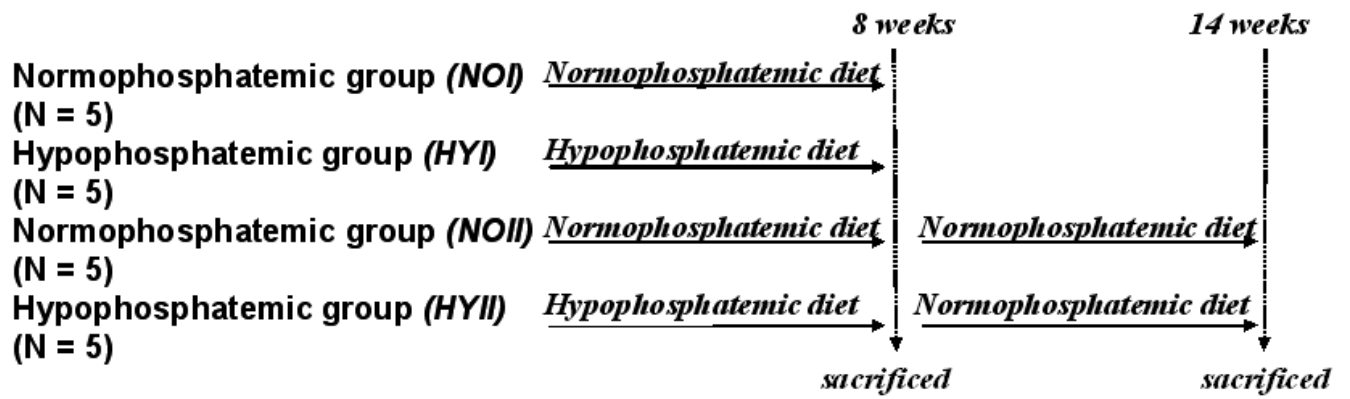 8 weeks 14 weeks
Normophosphatemic group (NOI) Normophosphatemic diet
(N = 5)
Hypophosphatemic group (HYI) Hypophosphatemic diet
(N = 5)
Normophosphatemic group (NOII) Normophosphatemic diet Normophosphatemic diet
(N = 5)
Hypophosphatemic group (HYII) Hypophosphatemic diet Normophosphatemic diet
(N = 5)
sacrificed sacrificed